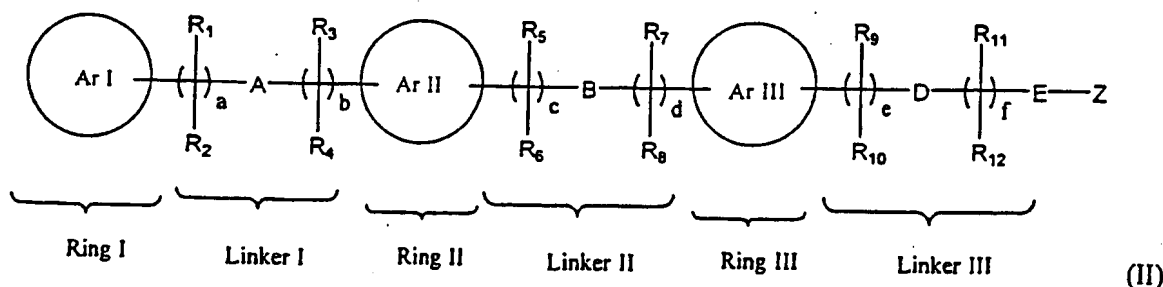 R₁ R₃ R₅ R₇ R₉ R₁₁
Ar I ( )a A ( )b Ar II ( )c B ( )d Ar III ( )e D ( )f E Z
R₂ R₄ R₆ R₈ R₁₀ R₁₂
Ring I Linker I Ring II Linker II Ring III Linker III
(II)